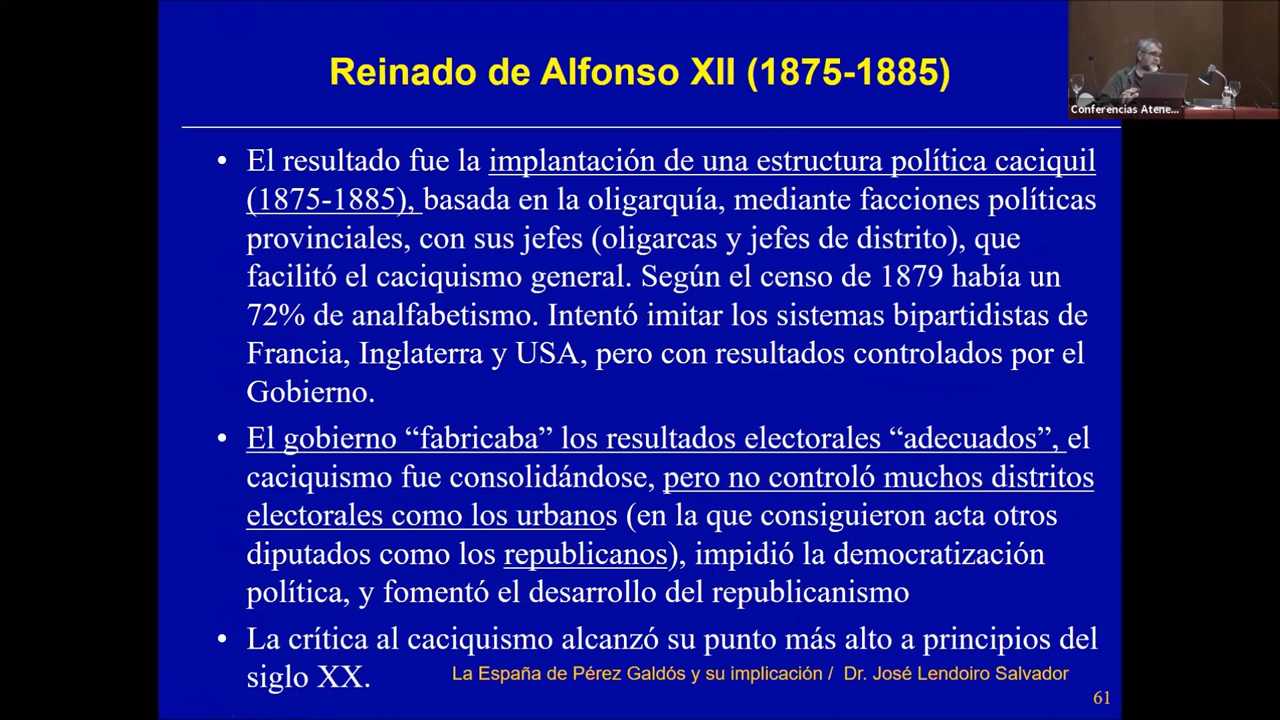 Reinado de Alfonso XII (1875-1885)
Conferencias Atene...
• El resultado fue la implantación de una estructura política caciquil
(1875-1885), basada en la oligarquía, mediante facciones políticas
provinciales, con sus jefes (oligarcas y jefes de distrito), que
facilitó el caciquismo general. Según el censo de 1879 había un
72% de analfabetismo. Intentó imitar los sistemas bipartidistas de
Francia, Inglaterra y USA, pero con resultados controlados por el
Gobierno.
• El gobierno “fabricaba” los resultados electorales “adecuados”, el
caciquismo fue consolidándose, pero no controló muchos distritos
electorales como los urbanos (en la que consiguieron acta otros
diputados como los republicanos), impidió la democratización
política, y fomentó el desarrollo del republicanismo
• La crítica al caciquismo alcanzó su punto más alto a principios del
siglo XX.
La España de Pérez Galdós y su implicación / Dr. José Lendoiro Salvador
61